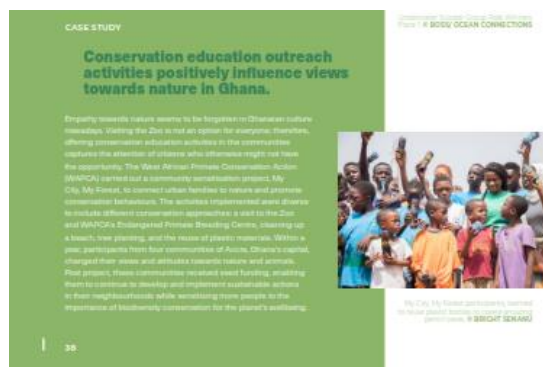 CASE STUDY
© BODU OCEAN CONNECTIONS
Conservation education outreach
activities positively influence views
towards nature in Ghana.
Empathy towards nature seems to be forgotten in Ghanaian culture
nowadays. Visiting the Zoo is not an option for everyone; therefore,
offering conservation education activities in the communities
captures the attention of citizens who otherwise might not have
the opportunity. The West African Primate Conservation Action
(WAPCA) carried out a community sensitisation project, My
City, My Forest, to connect urban families to nature and promote
conservation behaviours. The activities implemented were diverse
to include different conservation approaches: a visit to the Zoo
and WAPCA's Endangered Primate Breeding Centre, cleaning up
a beach, tree planting, and the reuse of plastic materials. Within a
year, participants from four communities of Accra, Ghana's capital,
changed their views and attitudes towards nature and animals.
Post project, these communities received seed funding, enabling
them to continue to develop and implement sustainable actions
in their neighbourhoods while sensitising more people to the
importance of biodiversity conservation for the planet's wellbeing.
My City, My Forest participants learned
to reuse plastic bottles to create
© BRIGHT
38